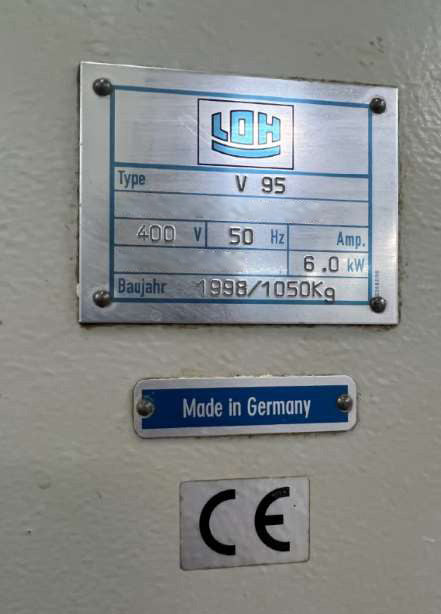 LOH
Type V 95
400 V 50 Hz Amp.
6.0 kW
Baujahr 1998/1050Kg
Made in Germany
CE